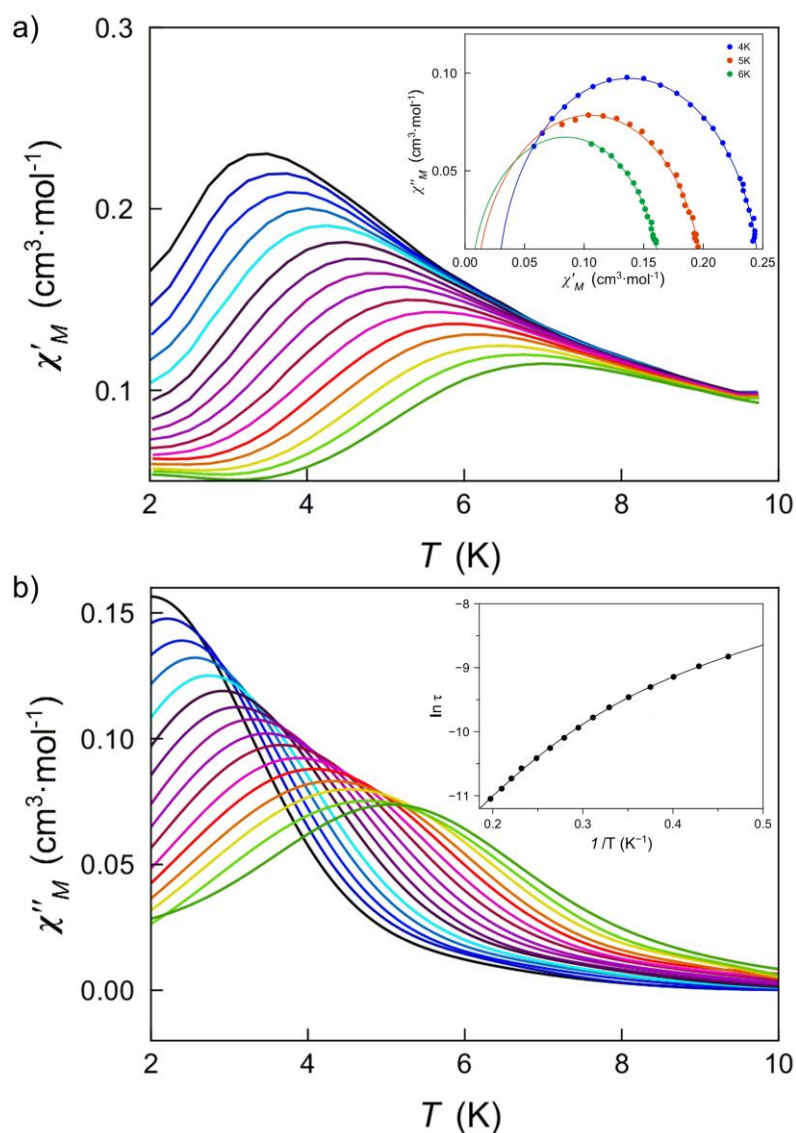 a)
0.3
0.2
0.1
χ'M (cm³·mol⁻¹)
2 4 6 8 10
T (K)
0.10
0.05
χ''M (cm³·mol⁻¹)
4K
5K
6K
0.00 0.05 0.10 0.15 0.20 0.25
χ'M (cm³·mol⁻¹)
b)
0.15
0.10
0.05
0.00
χ''M (cm³·mol⁻¹)
2 4 6 8 10
T (K)
−8
−9
−10
−11
ln τ
0.2 0.3 0.4 0.5
1/T (K⁻¹)